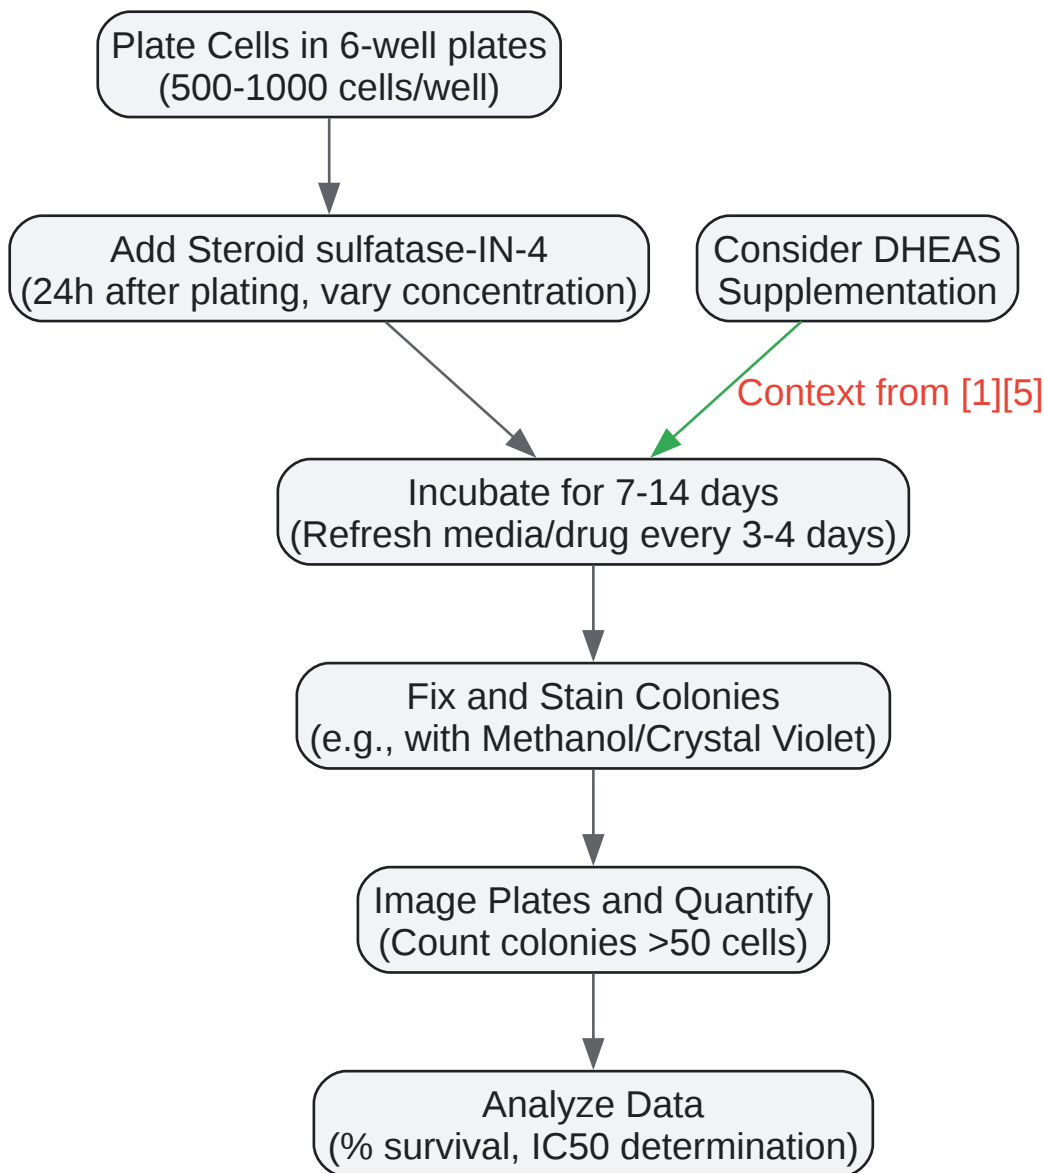 Plate Cells in 6-well plates
(500-1000 cells/well)
Add Steroid sulfatase-IN-4
(24h after plating, vary concentration)
Consider DHEAS
Supplementation
Context from [1][5]
Incubate for 7-14 days
(Refresh media/drug every 3-4 days)
Fix and Stain Colonies
(e.g., with Methanol/Crystal Violet)
Image Plates and Quantify
(Count colonies >50 cells)
Analyze Data
(% survival, IC50 determination)